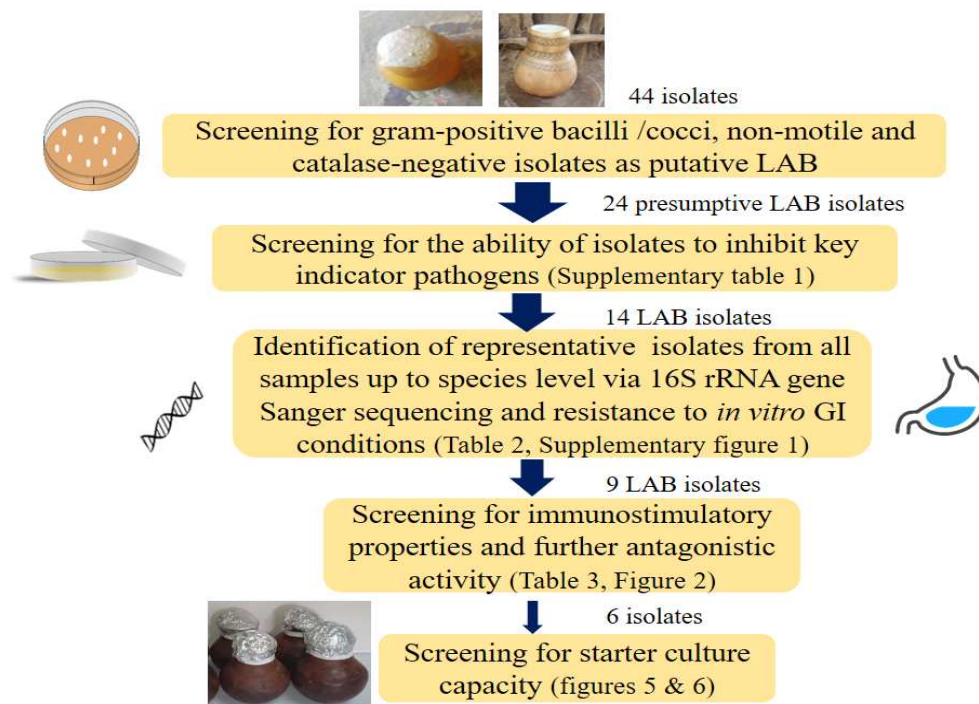 44 isolates
Screening for gram-positive bacilli /cocci, non-motile and
catalase-negative isolates as putative LAB
24 presumptive LAB isolates
Screening for the ability of isolates to inhibit key
indicator pathogens (Supplementary table 1)
14 LAB isolates
Identification of representative isolates from all
samples up to species level via 16S rRNA gene
Sanger sequencing and resistance to in vitro GI
conditions (Table 2, Supplementary figure 1)
9 LAB isolates
Screening for immunostimulatory
properties and further antagonistic
activity (Table 3, Figure 2)
6 isolates
Screening for starter culture
capacity (figures 5 & 6)